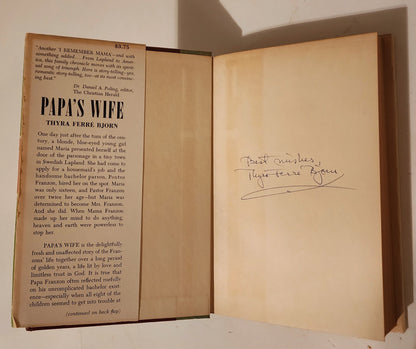 $3.75
"Another 'I REMEMBER MAMA'—and with
something added. . . . From Lapland to Amer-
ica, this family chronicle moves with its spirited
song of triumph. Here is story telling—yes,
romantic story telling, too—at its most convinc-
ing best."
Dr. Daniel A. Poling, editor,
The Christian Herald
PAPA'S WIFE
THYRA FERRE BJORN
One day just after the turn of the cen-
tury, a blonde, blue-eyed young girl
named Maria presented herself at the
door of the parsonage in a tiny town
in Swedish Lapland. She had come to
apply for a housemaid's job and the
handsome bachelor parson, Pontus
Franzon, hired her on the spot. Maria
was only sixteen, and Pastor Franzon
over twice her age—but Maria was
determined to become Mrs. Franzon.
And she did. When Mama Franzon
made up her mind to do anything,
heaven and earth were powerless to
stop her.
PAPA'S WIFE is the delightfully
fresh and unaffected story of the Fran-
zons' life together over a long period
of golden years, a life lit by love and
limitless trust in God. It is true that
Papa Franzon often reflected ruefully
on his uncomplicated bachelor exist-
ence—especially when all eight of the
children seemed to get into trouble at
(continued on back flap)
Best wishes,
Thyra Ferre Bjorn